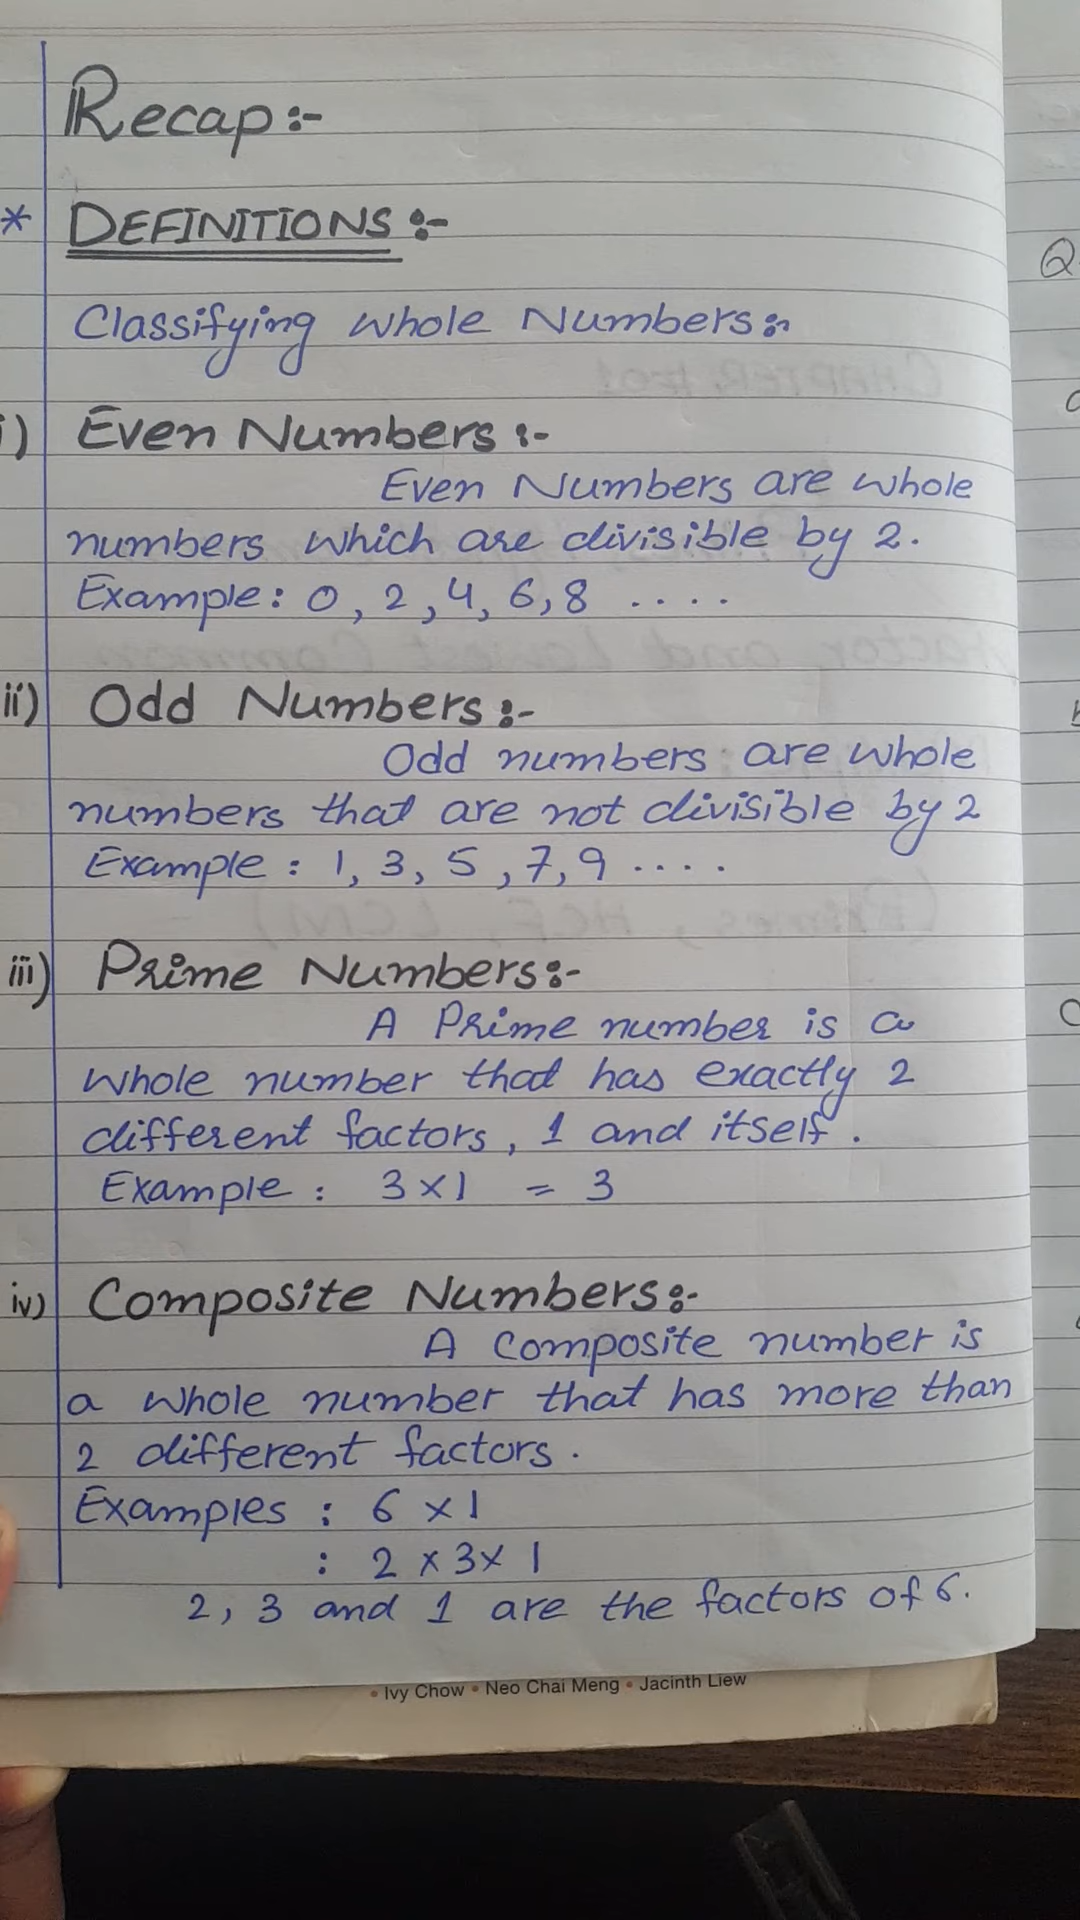 Recap:-
* DEFINITIONS :-
Classifying Whole Numbers:-
i) Even Numbers :-
Even Numbers are whole
numbers which are divisible by 2.
Example: 0, 2, 4, 6, 8 ....
ii) Odd Numbers:-
Odd numbers are whole
numbers that are not divisible by 2
Example : 1, 3, 5, 7, 9 ....
iii) Prime Numbers:-
A Prime number is a
whole number that has exactly 2
different factors, 1 and itself.
Example : 3 x 1 = 3
iv) Composite Numbers:-
A Composite number is
a whole number that has more than
2 different factors.
Examples : 6 x 1
: 2 x 3 x 1
2, 3 and 1 are the factors of 6.
• Ivy Chow • Neo Chai Meng • Jacinth Liew